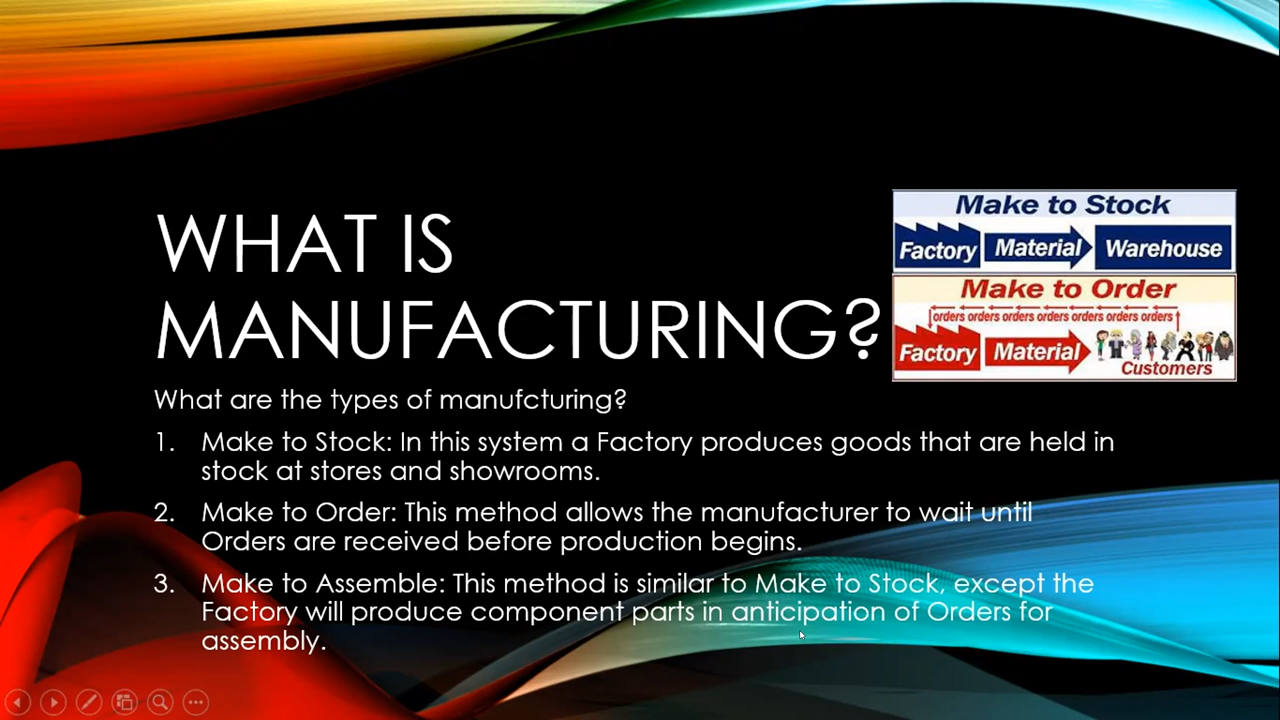 WHAT IS
MANUFACTURING?
Make to Stock
Factory Material Warehouse
Make to Order
orders orders orders orders orders orders orders
Factory Material
Customers
What are the types of manufcturing?
1. Make to Stock: In this system a Factory produces goods that are held in
stock at stores and showrooms.
2. Make to Order: This method allows the manufacturer to wait until
Orders are received before production begins.
3. Make to Assemble: This method is similar to Make to Stock, except the
Factory will produce component parts in anticipation of Orders for
assembly.